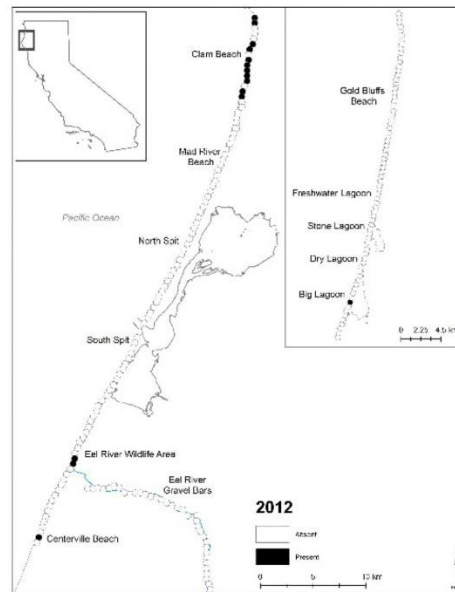 Clam Beach
Mad River
Beach
Pacific Ocean
North Spit
South Spit
Eel River Wildlife Area
Eel River
Gravel Bars
Centerville Beach
Gold Bluffs
Beach
Freshwater Lagoon
Stone Lagoon
Dry Lagoon
Big Lagoon
0 2.25 4.5 km
2012
Absent
Present
0 5 10 km